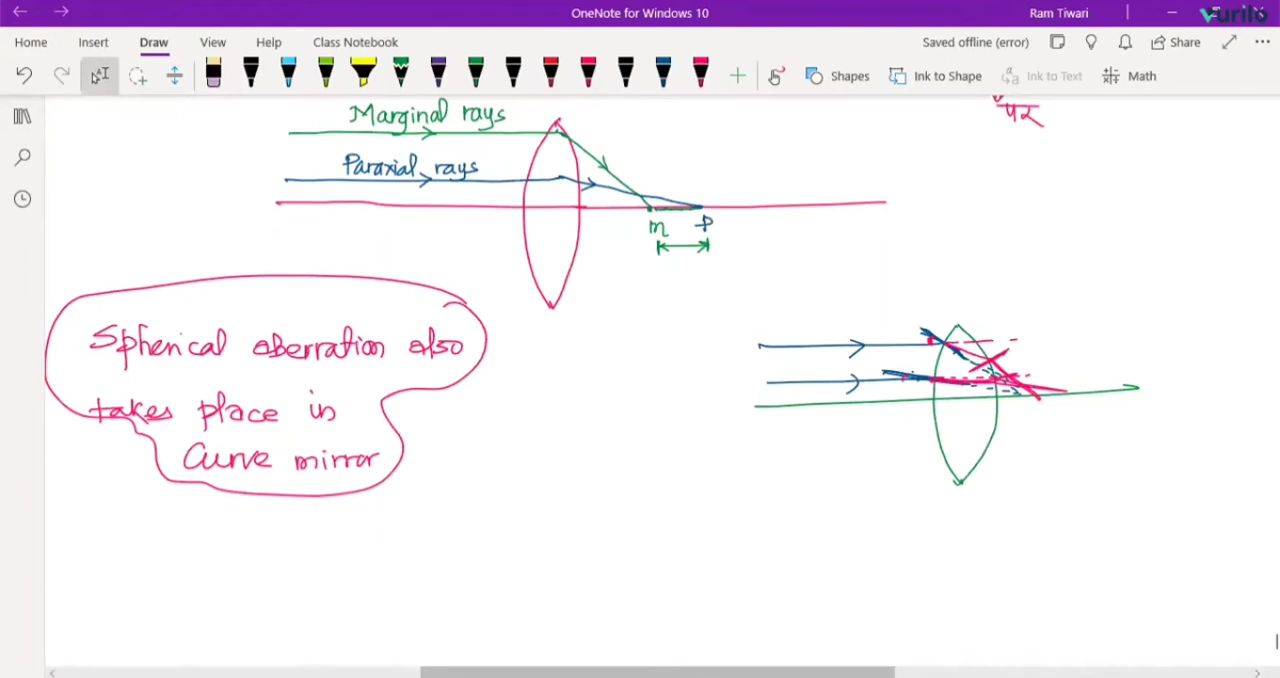 OneNote for Windows 10
Ram Tiwari
Yurilo
Home Insert Draw View Help Class Notebook
Saved offline (error) Share
Shapes Ink to Shape Ink to Text Math
Marginal rays
Paraxial rays
m P
Spherical aberration also
takes place in
Curve mirror